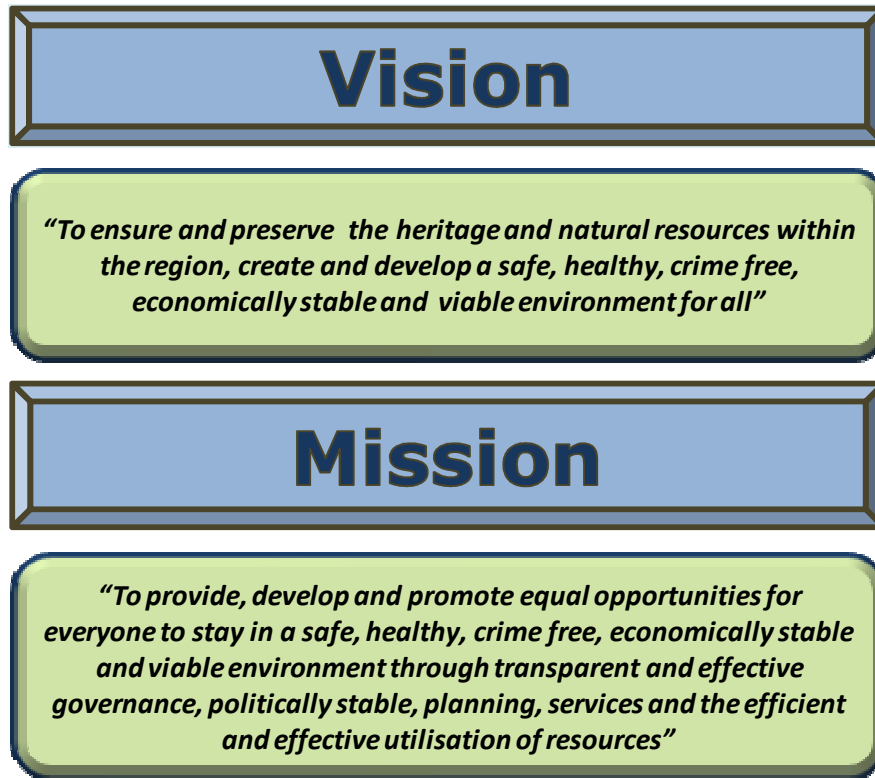 Vision
“To ensure and preserve the heritage and natural resources within
the region, create and develop a safe, healthy, crime free,
economically stable and viable environment for all”
Mission
“To provide, develop and promote equal opportunities for
everyone to stay in a safe, healthy, crime free, economically stable
and viable environment through transparent and effective
governance, politically stable, planning, services and the efficient
and effective utilisation of resources”